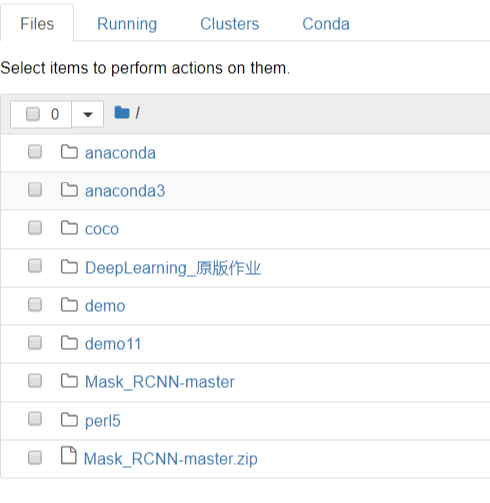 Files Running Clusters Conda
Select items to perform actions on them.
0 /
anaconda
anaconda3
coco
DeepLearning_原版作业
demo
demo11
Mask_RCNN-master
perl5
Mask_RCNN-master.zip